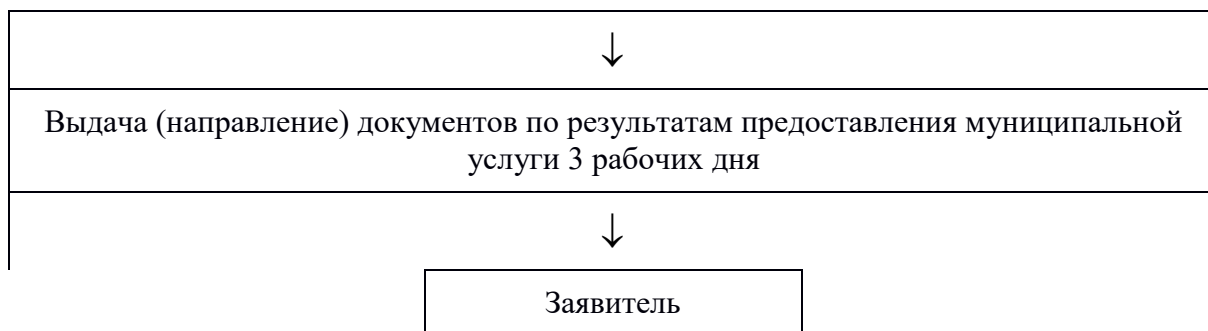 ↓
Выдача (направление) документов по результатам предоставления муниципальной
услуги 3 рабочих дня
↓
Заявитель